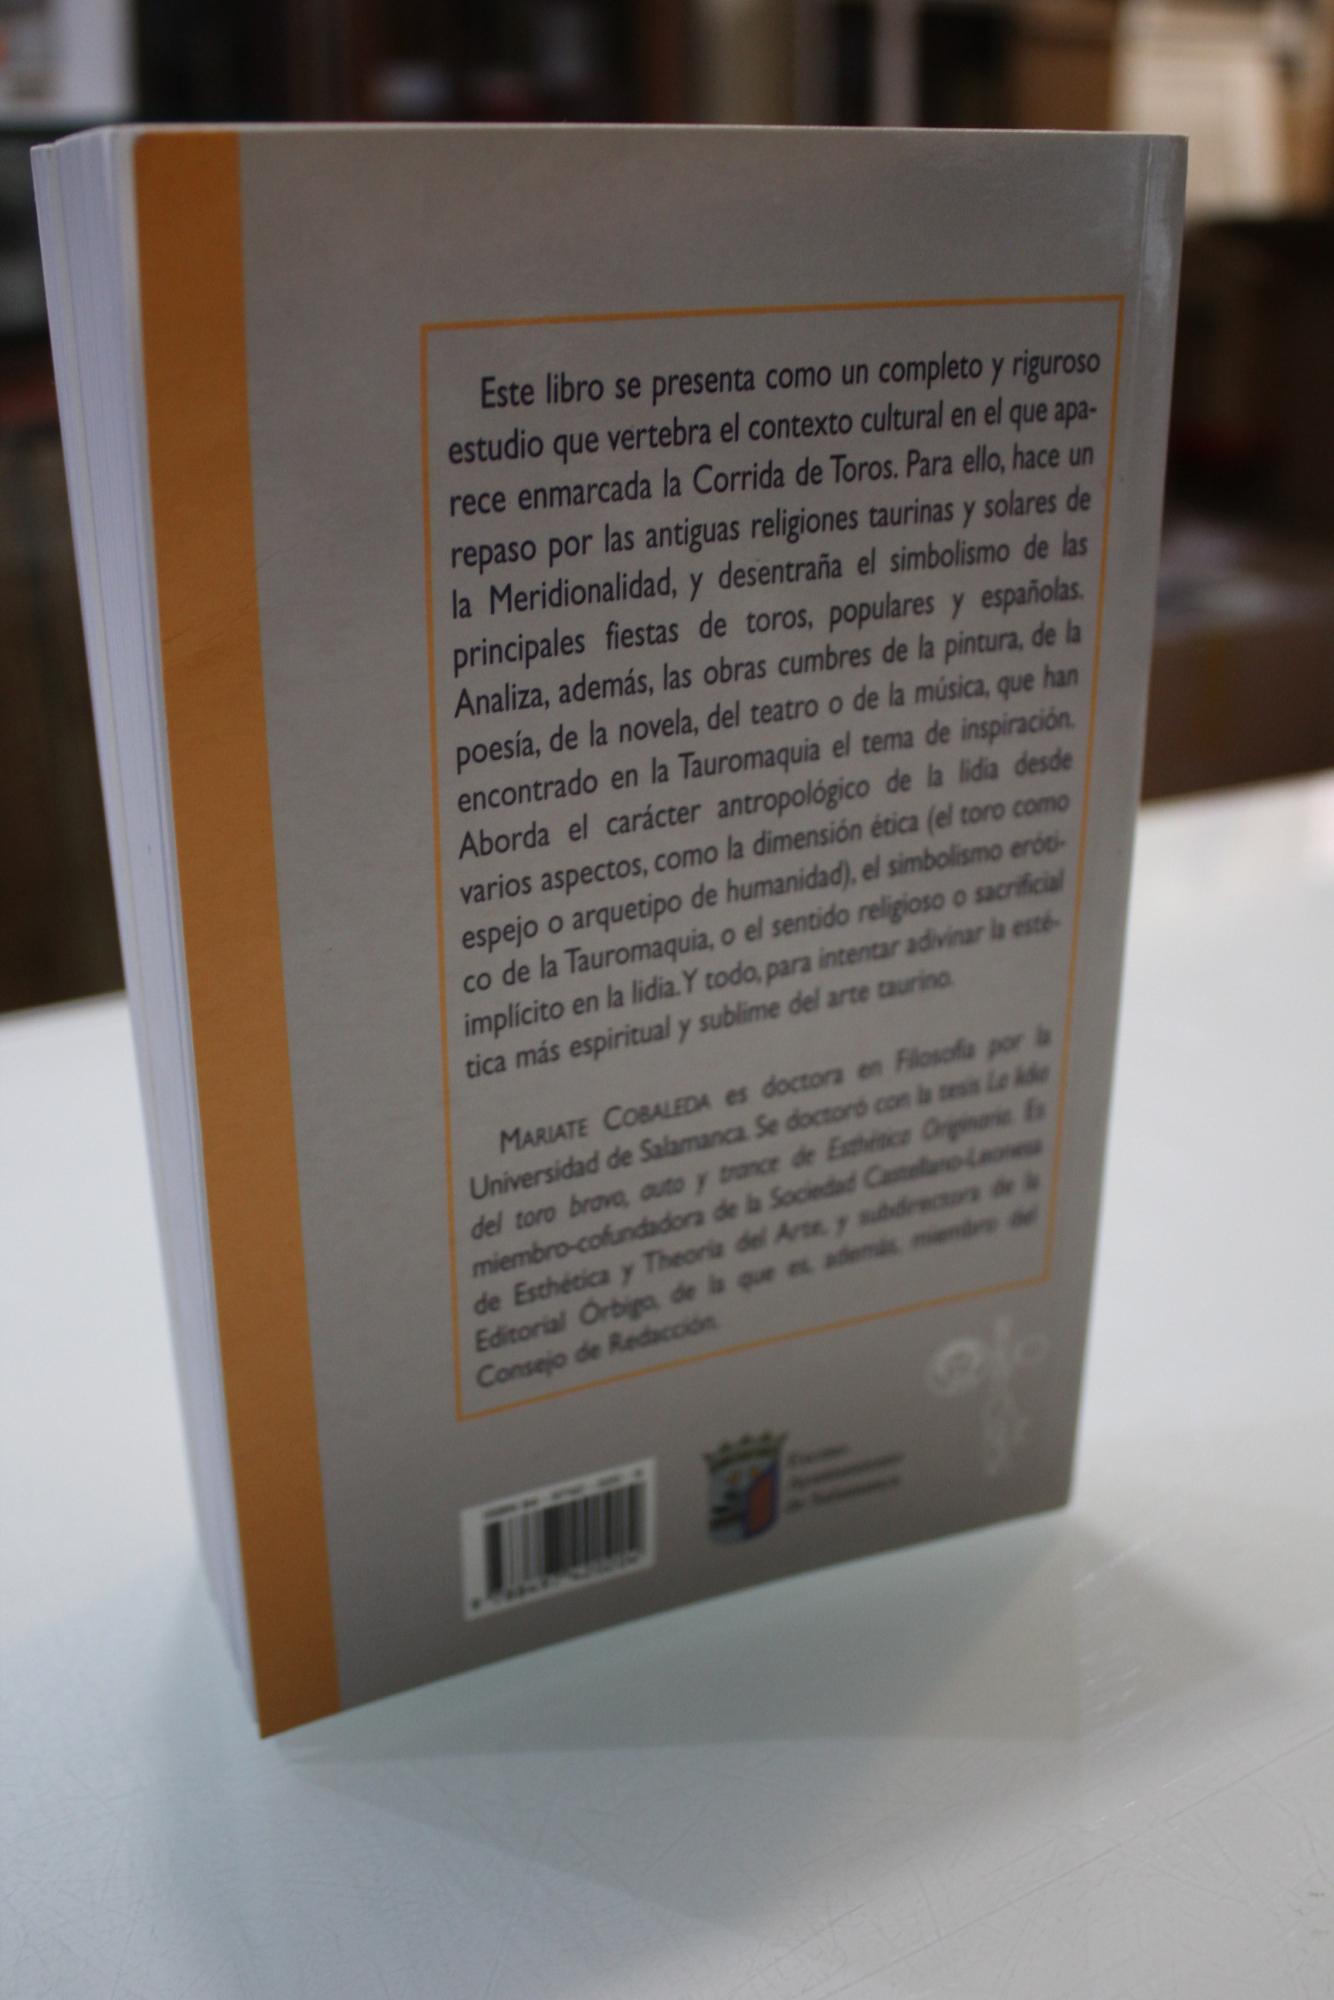 Este libro se presenta como un completo y riguroso
estudio que vertebra el contexto cultural en el que apa-
rece enmarcada la Corrida de Toros. Para ello, hace un
repaso por las antiguas religiones taurinas y solares de
la Meridionalidad, y desentraña el simbolismo de las
principales fiestas de toros, populares y españolas.
Analiza, además, las obras cumbres de la pintura, de la
poesía, de la novela, del teatro o de la música, que han
encontrado en la Tauromaquia el tema de inspiración.
Aborda el carácter antropológico de la lidia desde
varios aspectos, como la dimensión ética (el toro como
espejo o arquetipo de humanidad), el simbolismo eróti-
co de la Tauromaquia, o el sentido religioso o sacrificial
implícito en la lidia. Y todo, para intentar adivinar la esté-
tica más espiritual y sublime del arte taurino.
MARIATE COBALEDA es doctora en Filosofía por la
Universidad de Salamanca. Se doctoró con la tesis La lidia
del toro bravo, auto y trance de Esthética Originaria. Es
miembro-cofundadora de la Sociedad Castellano-Leonesa
de Esthética y Theoría del Arte, y subdirectora de la
Editorial Órbigo, de la que es, además, miembro del
Consejo de Redacción.
Ayuntamiento
de Salamanca